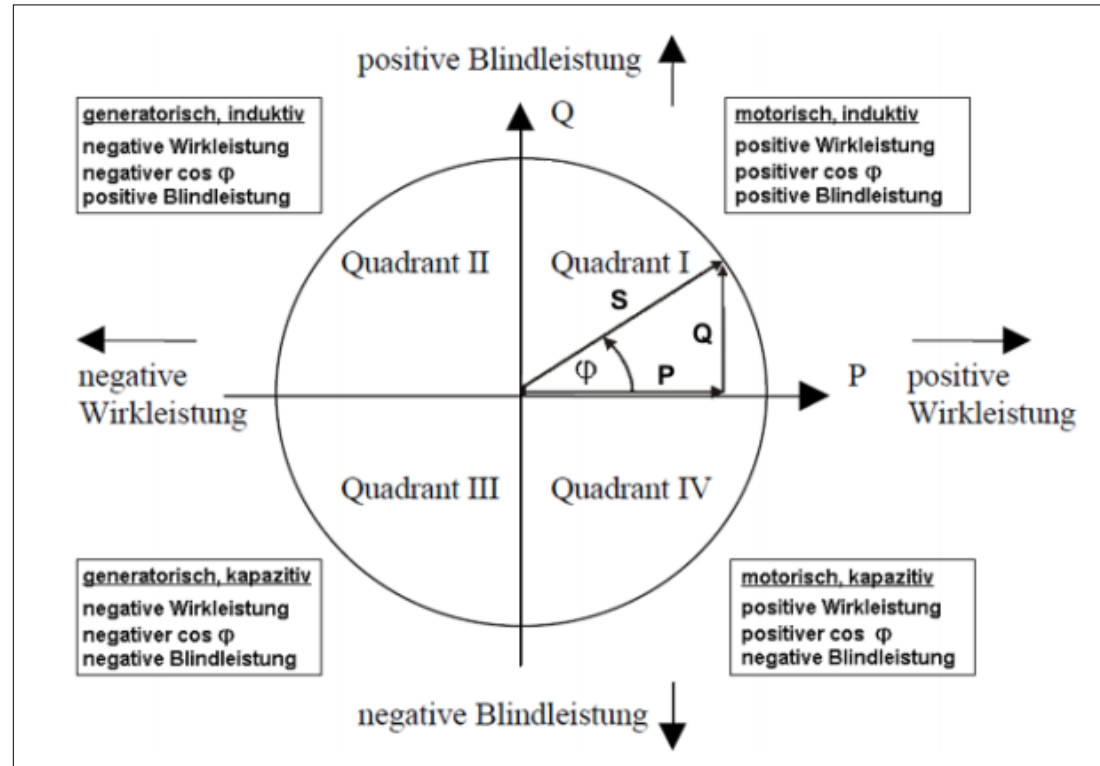 positive Blindleistung
Q
generatorisch, induktiv
negative Wirkleistung
negativer cos φ
positive Blindleistung
motorisch, induktiv
positive Wirkleistung
positiver cos φ
positive Blindleistung
Quadrant II
Quadrant I
S
Q
φ
P
negative
Wirkleistung
P
positive
Wirkleistung
Quadrant III
Quadrant IV
generatorisch, kapazitiv
negative Wirkleistung
negativer cos φ
negative Blindleistung
motorisch, kapazitiv
positive Wirkleistung
positiver cos φ
negative Blindleistung
negative Blindleistung